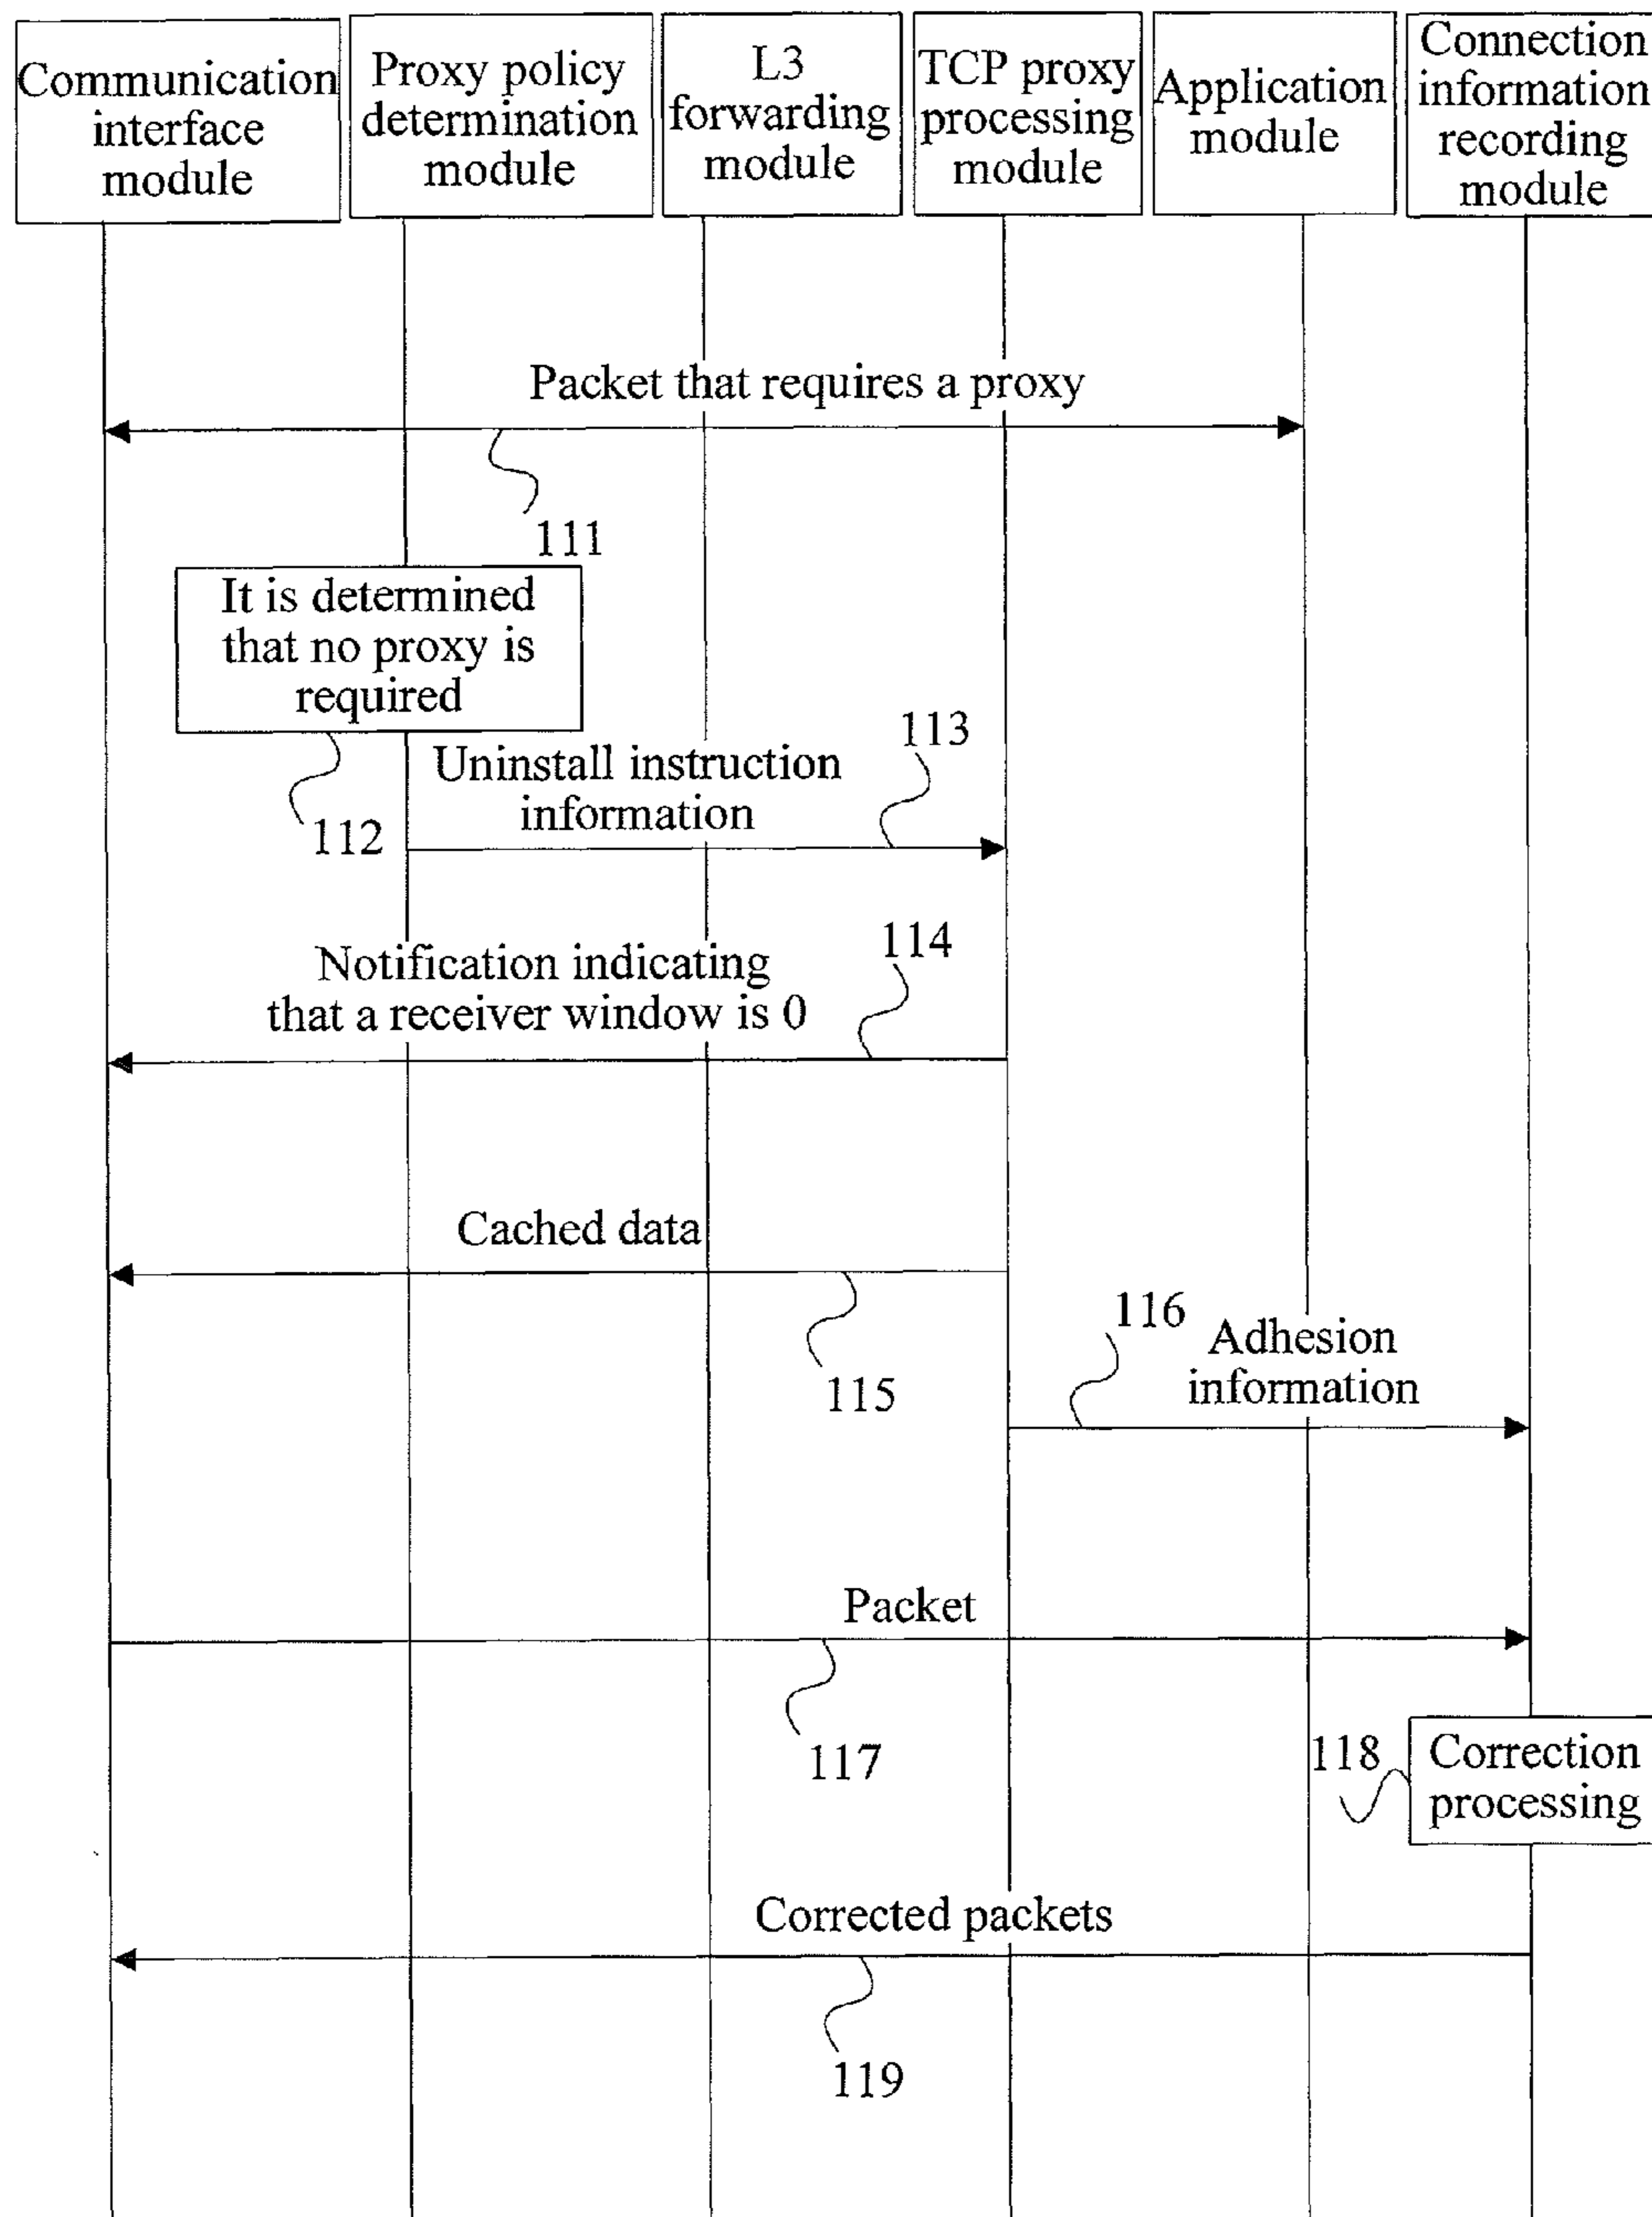 Communication
interface
module
Proxy policy
determination
module
L3
forwarding
module
TCP proxy
processing
module
Application
module
Connection
information
recording
module
Packet that requires a proxy
111
It is determined
that no proxy is
required
112
Uninstall instruction
information
113
Notification indicating
that a receiver window is 0
114
Cached data
115
116
Adhesion
information
Packet
117
118
Correction
processing
Corrected packets
119